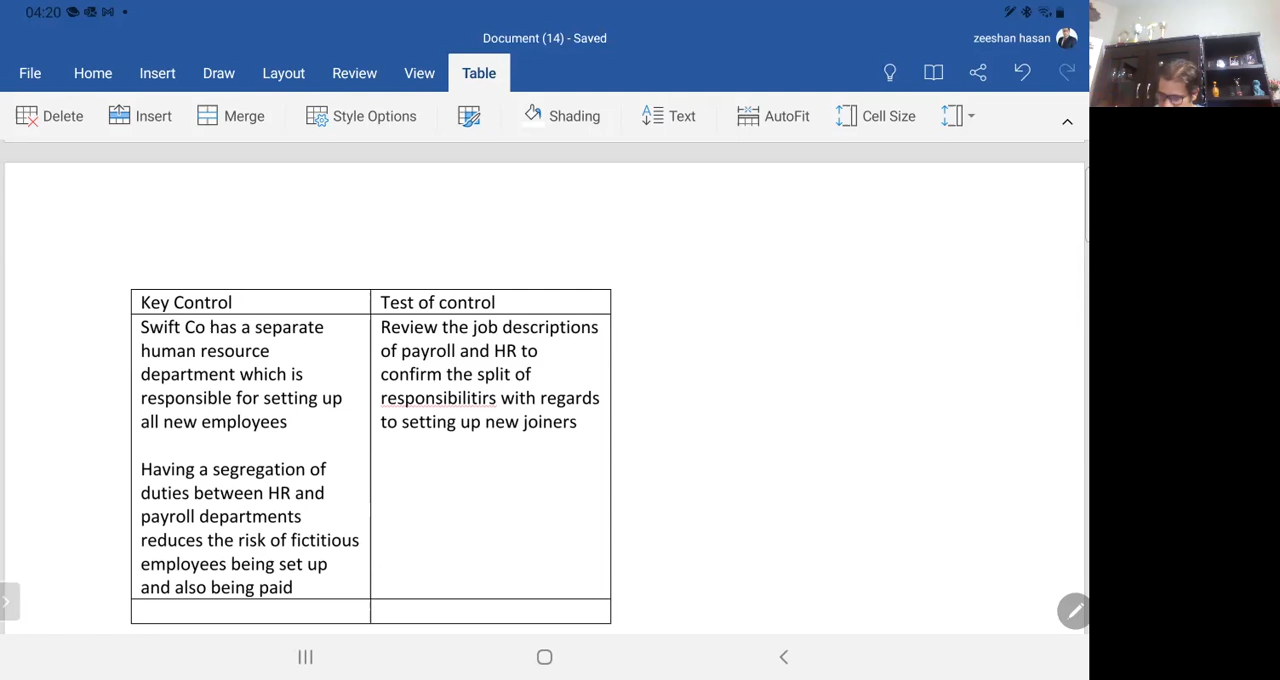 04:20
Document (14) - Saved
zeeshan hasan
File Home Insert Draw Layout Review View Table
Delete Insert Merge Style Options Shading Text AutoFit Cell Size
Key Control
Swift Co has a separate
human resource
department which is
responsible for setting up
all new employees
Having a segregation of
duties between HR and
payroll departments
reduces the risk of fictitious
employees being set up
and also being paid
Test of control
Review the job descriptions
of payroll and HR to
confirm the split of
responsibilitirs with regards
to setting up new joiners